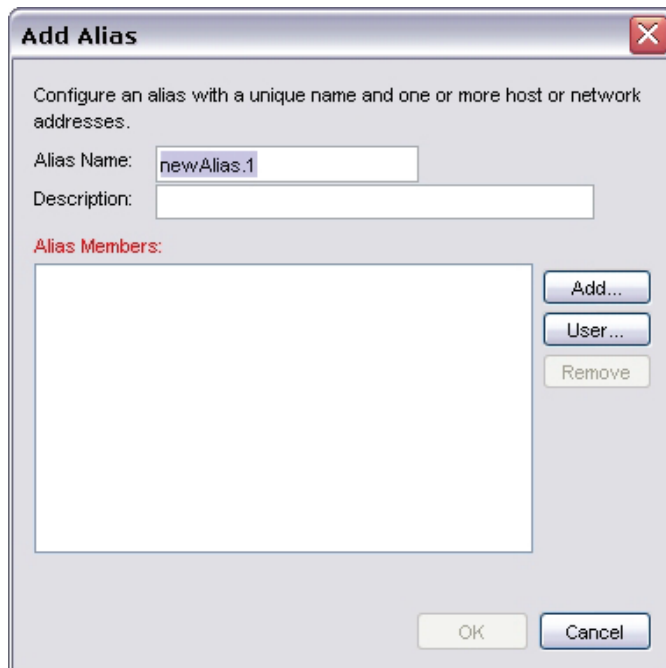 Add Alias
Configure an alias with a unique name and one or more host or network
addresses.
Alias Name: newAlias.1
Description:
Alias Members:
Add...
User...
Remove
OK Cancel